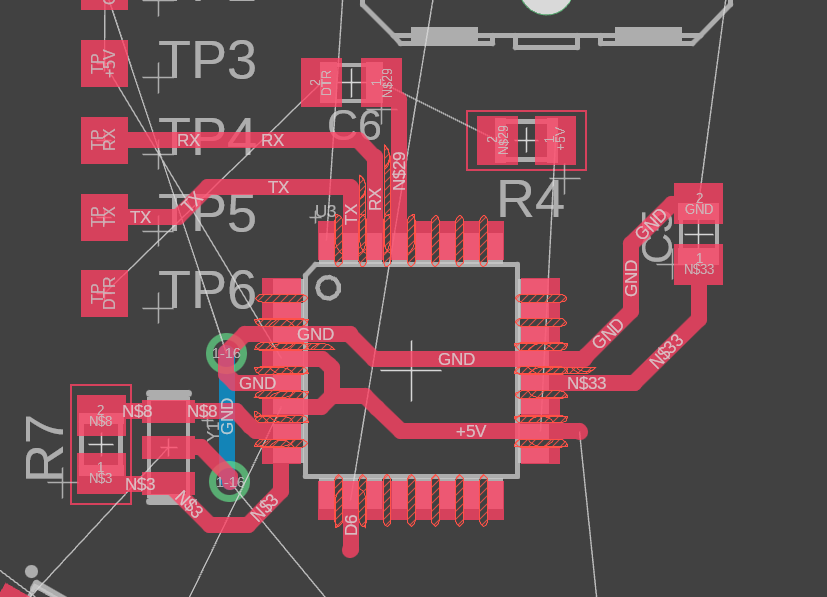 TP
+5V
TP3
TP
RX
RX
TP4
RX
TP
TX
TX
TX
TX
TP5
TP
DTR
TP6
2
DTR
1
N$29
C6
N$29
RX
TX
U3
2
N$29
1
+5V
R4
2
GND
1
N$33
C5
GND
GND
GND
N$33
N$33
1-16
GND
GND
GND
GND
+5V
R7
2
N$8
1
N$3
N$8
N$8
Y1
N$3
N$3
N$3
1-16
D6